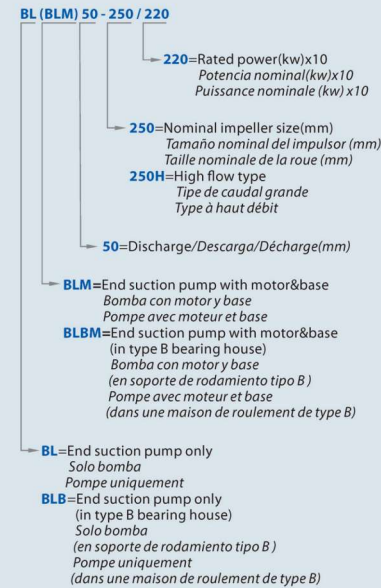 BL (BLM) 50 - 250 / 220
220=Rated power(kw)x10
Potencia nominal(kw)x10
Puissance nominale (kw) x10
250=Nominal impeller size(mm)
Tamaño nominal del impulsor (mm)
Taille nominale de la roue (mm)
250H=High flow type
Tipe de caudal grande
Type à haut débit
50=Discharge/Descarga/Décharge(mm)
BLM=End suction pump with motor&base
Bomba con motor y base
Pompe avec moteur et base
BLBM=End suction pump with motor&base
(in type B bearing house)
Bomba con motor y base
(en soporte de rodamiento tipo B )
Pompe avec moteur et base
(dans une maison de roulement de type B)
BL=End suction pump only
Solo bomba
Pompe uniquement
BLB=End suction pump only
(in type B bearing house)
Solo bomba
(en soporte de rodamiento tipo B )
Pompe uniquement
(dans une maison de roulement de type B)